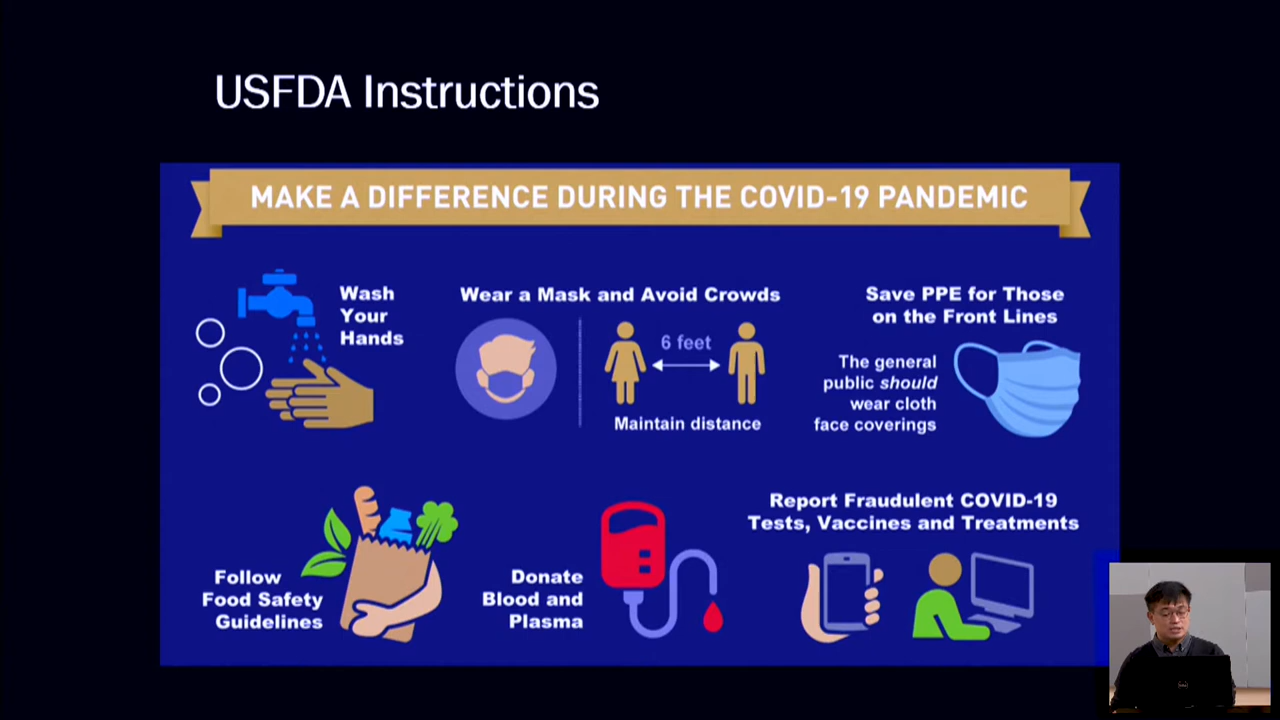 USFDA Instructions
MAKE A DIFFERENCE DURING THE COVID-19 PANDEMIC
Wash
Your
Hands
Wear a Mask and Avoid Crowds
6 feet
Maintain distance
Save PPE for Those
on the Front Lines
The general
public should
wear cloth
face coverings
Follow
Food Safety
Guidelines
Donate
Blood and
Plasma
Report Fraudulent COVID-19
Tests, Vaccines and Treatments